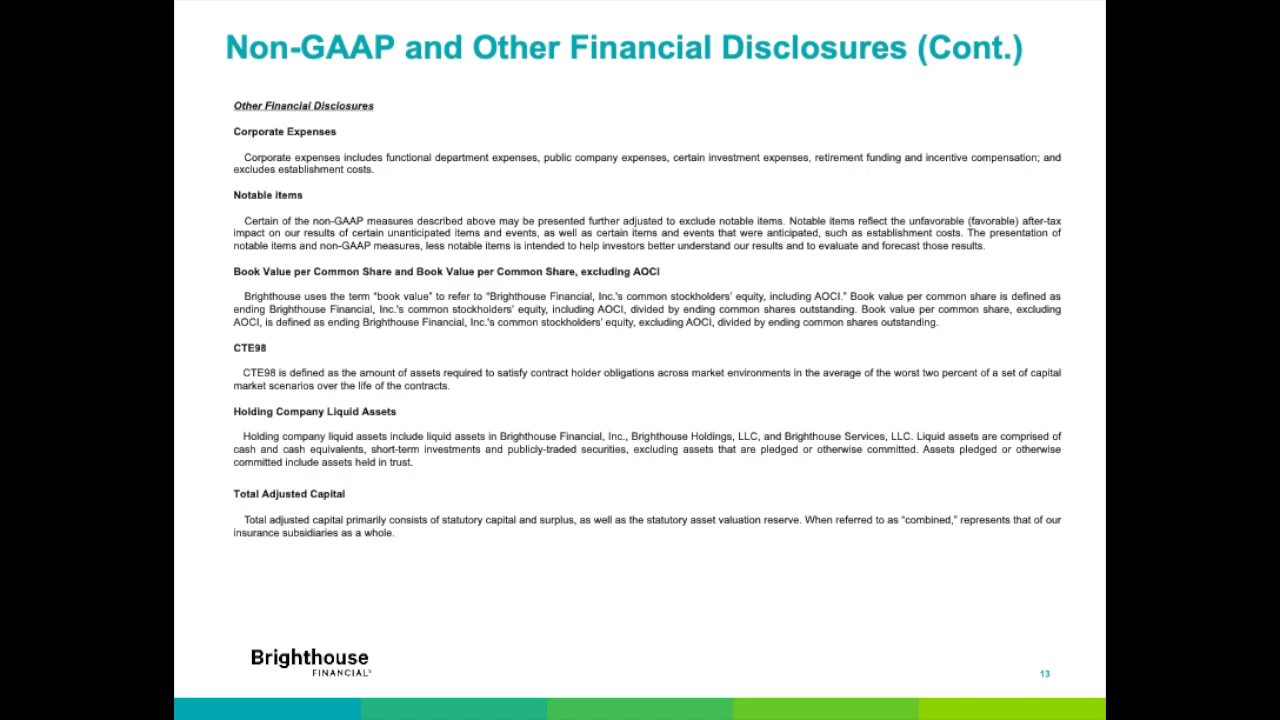 Non-GAAP and Other Financial Disclosures (Cont.)
Other Financial Disclosures
Corporate Expenses
Corporate expenses includes functional department expenses, public company expenses, certain investment expenses, retirement funding and incentive compensation; and
excludes establishment costs.
Notable items
Certain of the non-GAAP measures described above may be presented further adjusted to exclude notable items. Notable items reflect the unfavorable (favorable) after-tax
impact on our results of certain unanticipated items and events, as well as certain items and events that were anticipated, such as establishment costs. The presentation of
notable items and non-GAAP measures, less notable items is intended to help investors better understand our results and to evaluate and forecast those results.
Book Value per Common Share and Book Value per Common Share, excluding AOCI
Brighthouse uses the term “book value” to refer to “Brighthouse Financial, Inc.'s common stockholders’ equity, including AOCI.” Book value per common share is defined as
ending Brighthouse Financial, Inc.'s common stockholders’ equity, including AOCI, divided by ending common shares outstanding. Book value per common share, excluding
AOCI, is defined as ending Brighthouse Financial, Inc.'s common stockholders’ equity, excluding AOCI, divided by ending common shares outstanding.
CTE98
CTE98 is defined as the amount of assets required to satisfy contract holder obligations across market environments in the average of the worst two percent of a set of capital
market scenarios over the life of the contracts.
Holding Company Liquid Assets
Holding company liquid assets include liquid assets in Brighthouse Financial, Inc., Brighthouse Holdings, LLC, and Brighthouse Services, LLC. Liquid assets are comprised of
cash and cash equivalents, short-term investments and publicly-traded securities, excluding assets that are pledged or otherwise committed. Assets pledged or otherwise
committed include assets held in trust.
Total Adjusted Capital
Total adjusted capital primarily consists of statutory capital and surplus, as well as the statutory asset valuation reserve. When referred to as “combined,” represents that of our
insurance subsidiaries as a whole.
Brighthouse
FINANCIAL
13